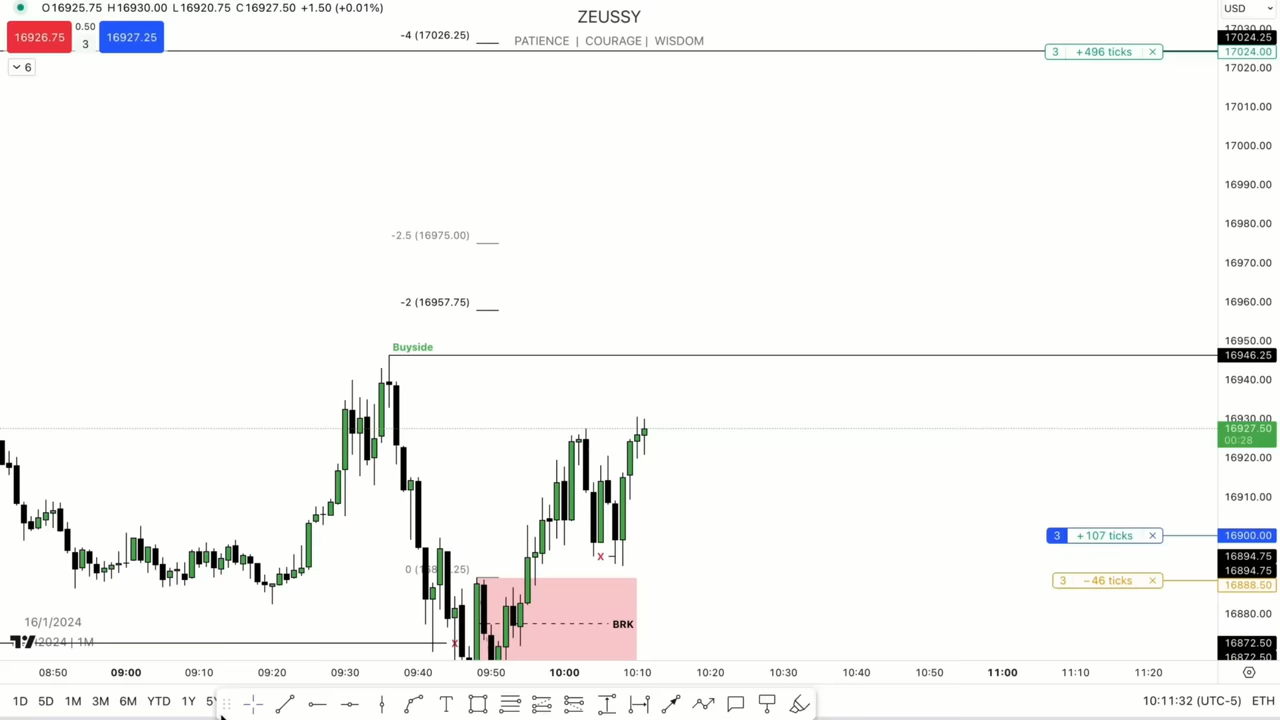 O16925.75 H16930.00 L16920.75 C16927.50 +1.50 (+0.01%)
USD
ZEUSSY
PATIENCE | COURAGE | WISDOM
16926.75
0.50
3
16927.25
6
-4 (17026.25)
3 +496 ticks ×
17024.25
17024.00
17020.00
17010.00
17000.00
16990.00
16980.00
-2.5 (16975.00)
16970.00
-2 (16957.75)
16960.00
16950.00
Buyside
16946.25
16940.00
16930.00
16927.50
00:28
16920.00
16910.00
3 +107 ticks ×
16900.00
X
16894.75
16894.75
3 −46 ticks ×
16888.50
16880.00
BRK
16/1/2024
2024 | 1M
X
16872.50
16872.50
08:50 09:00 09:10 09:20 09:30 09:40 09:50 10:00 10:10 10:20 10:30 10:40 10:50 11:00 11:10 11:20
1D 5D 1M 3M 6M YTD 1Y
T
10:11:32 (UTC-5) ETH